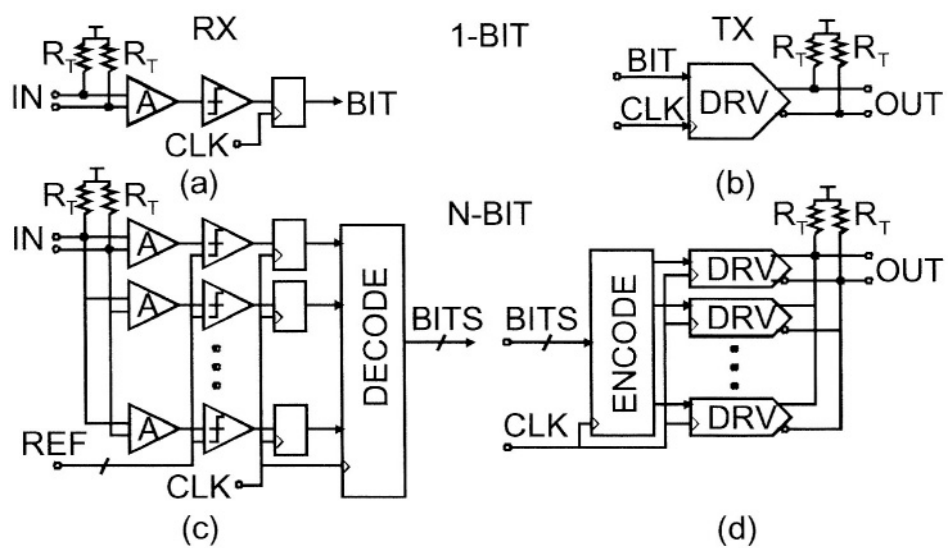 RX
1-BIT
TX
R_T R_T
IN
A
BIT
CLK
(a)
BIT
CLK
DRV
R_T R_T
OUT
(b)
N-BIT
R_T R_T
IN
A
A
A
REF
CLK
DECODE
BITS
(c)
BITS
CLK
ENCODE
DRV
DRV
DRV
R_T R_T
OUT
(d)